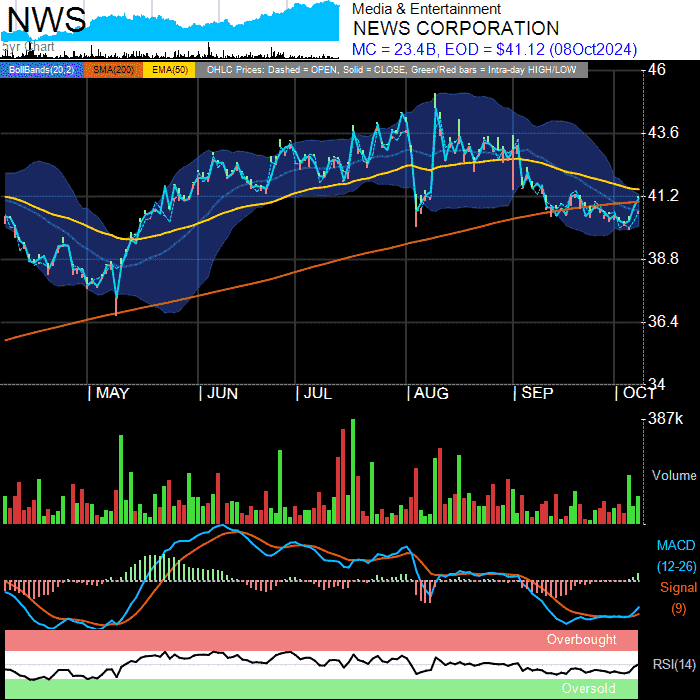 NWS
5yr Chart
Media & Entertainment
NEWS CORPORATION
MC = 23.4B, EOD = $41.12 (08Oct2024)
BollBands(20,2) SMA(200) EMA(50) OHLC Prices: Dashed = OPEN, Solid = CLOSE, Green/Red bars = Intra-day HIGH/LOW
46
43.6
41.2
38.8
36.4
34
| MAY | JUN | JUL | AUG | SEP | OCT
387k
Volume
MACD
(12-26)
Signal
(9)
Overbought
RSI(14)
Oversold